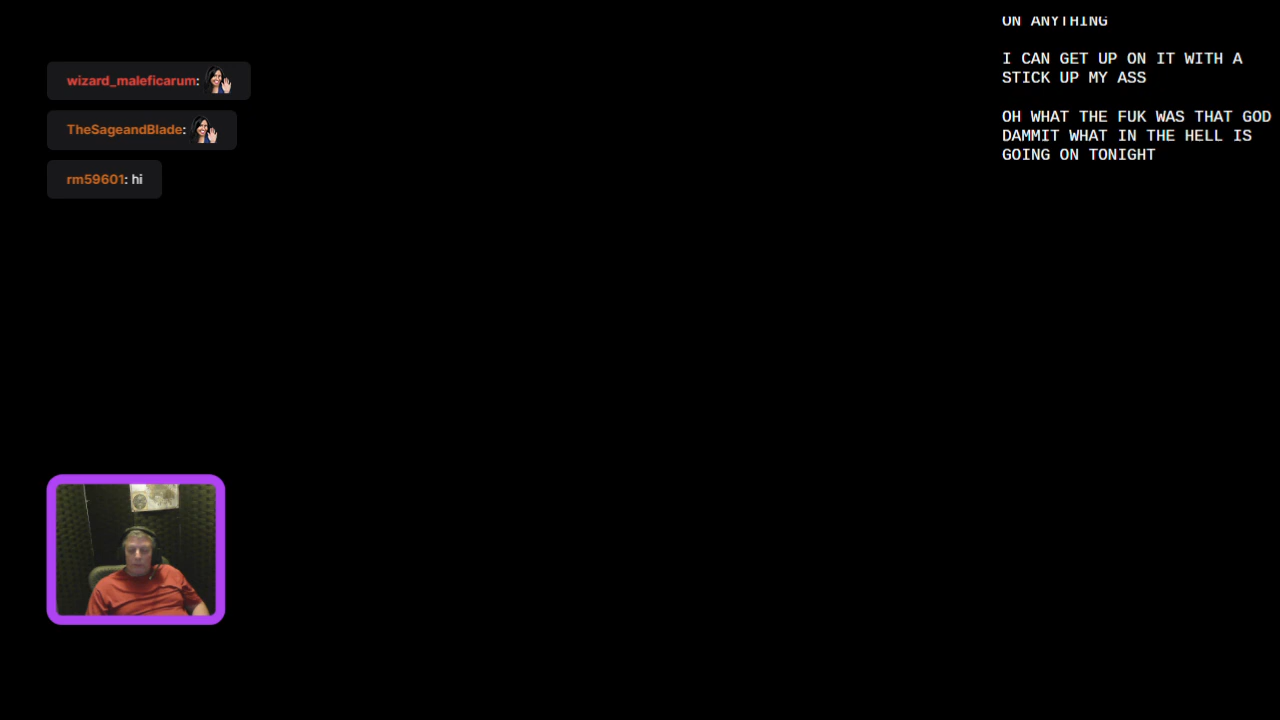 wizard_maleficarum:
TheSageandBlade:
rm59601: hi
ON ANYTHING
I CAN GET UP ON IT WITH A
STICK UP MY ASS
OH WHAT THE FUK WAS THAT GOD
DAMMIT WHAT IN THE HELL IS
GOING ON TONIGHT